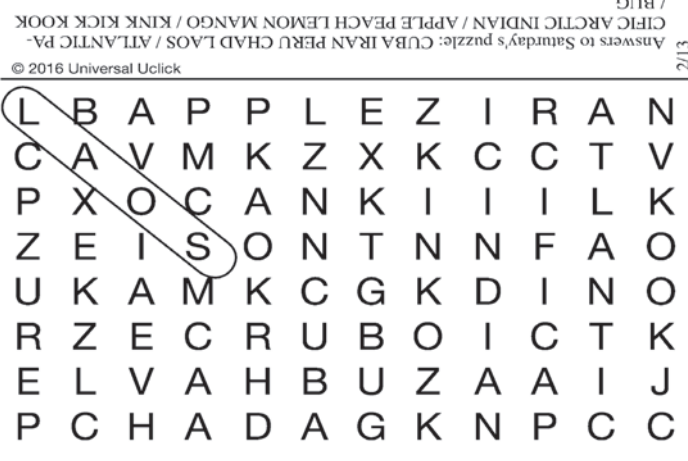 Answers to Saturday's puzzle: CUBA IRAN PERU CHAD LAOS / ATLANTIC PA-
CIFIC ARCTIC INDIAN / APPLE PEACH LEMON MANGO / KINK KICK KOOK
/ BUG
2/13
© 2016 Universal Uclick
L B A P P L E Z I R A N
C A V M K Z X K C C T V
P X O C A N K I I I L K
Z E I S O N T N N F A O
U K A M K C G K D I N O
R Z E C R U B O I C T K
E L V A H B U Z A A I J
P C H A D A G K N P C C